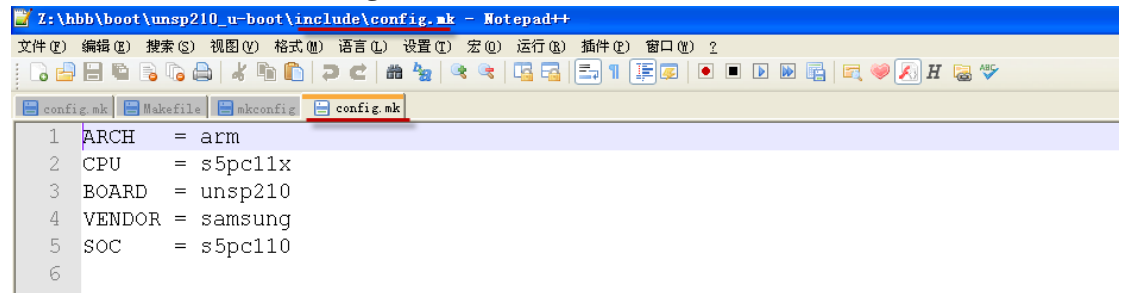 Z:\hbb\boot\unsp210_u-boot\include\config.mk - Notepad++
文件(F) 编辑(E) 搜索(S) 视图(V) 格式(M) 语言(L) 设置(T) 宏(O) 运行(R) 插件(P) 窗口(W) ?
config.mk Makefile mkconfig config.mk
1 ARCH = arm
2 CPU = s5pc11x
3 BOARD = unsp210
4 VENDOR = samsung
5 SOC = s5pc110
6